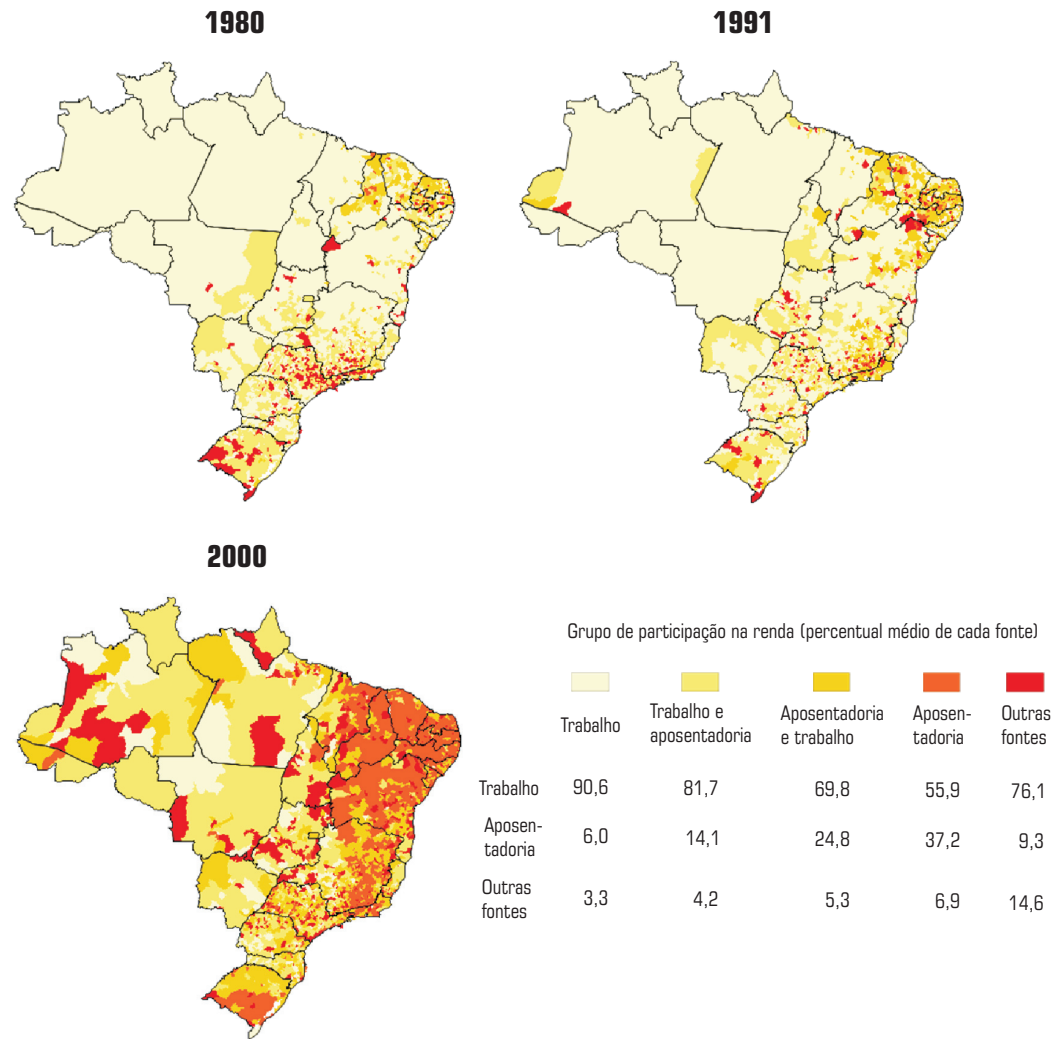 1980
1991
2000
Grupo de participação na renda (percentual médio de cada fonte)
Trabalho
Trabalho e
aposentadoria
Aposentadoria
e trabalho
Aposen-
tadoria
Outras
fontes
Trabalho 90,6 81,7 69,8 55,9 76,1
Aposen-
tadoria 6,0 14,1 24,8 37,2 9,3
Outras
fontes 3,3 4,2 5,3 6,9 14,6